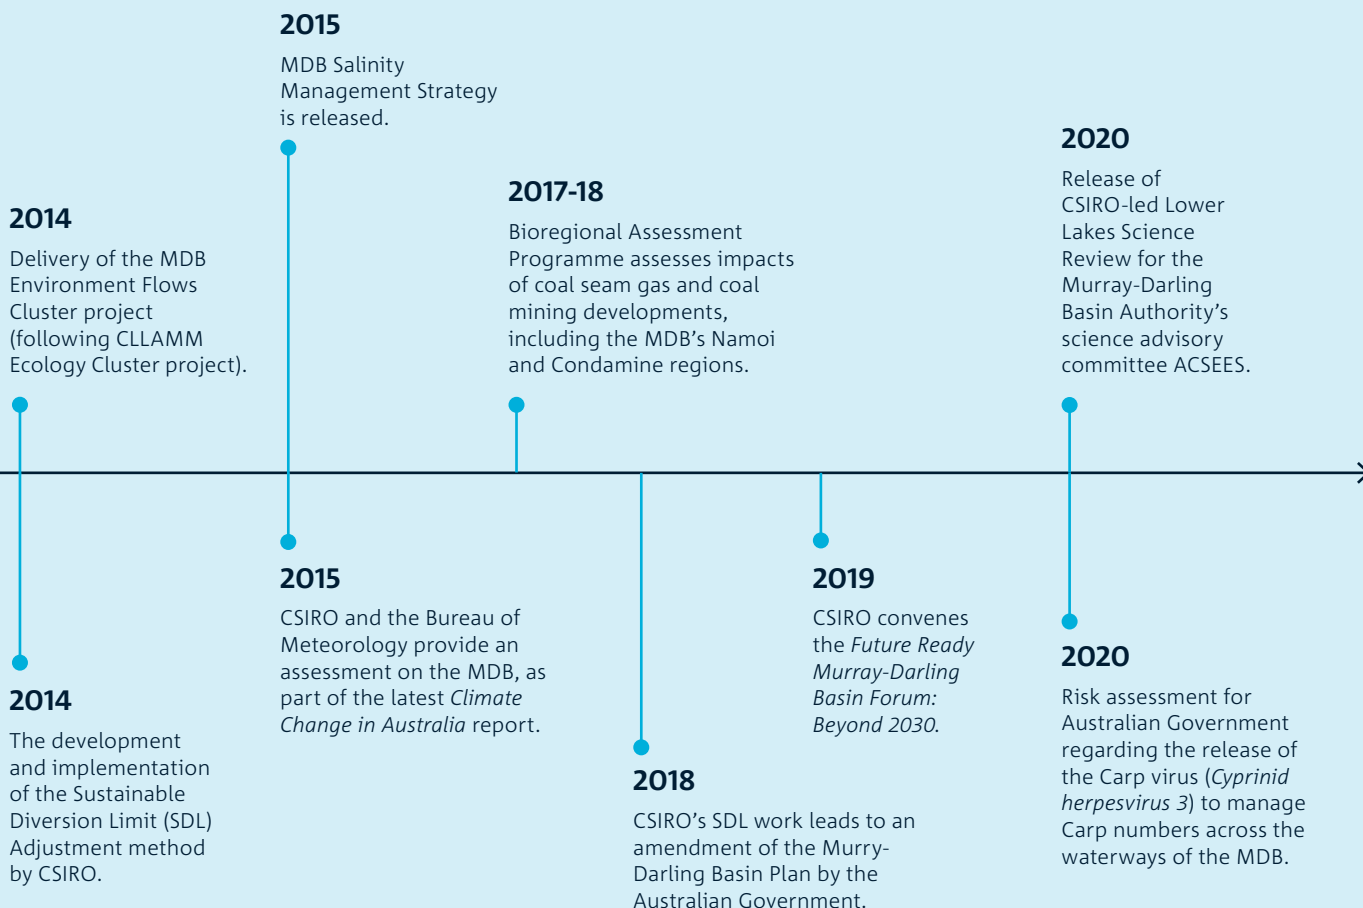 2014
Delivery of the MDB
Environment Flows
Cluster project
(following CLLAMM
Ecology Cluster project).
2014
The development
and implementation
of the Sustainable
Diversion Limit (SDL)
Adjustment method
by CSIRO.
2015
MDB Salinity
Management Strategy
is released.
2015
CSIRO and the Bureau of
Meteorology provide an
assessment on the MDB, as
part of the latest Climate
Change in Australia report.
2017-18
Bioregional Assessment
Programme assesses impacts
of coal seam gas and coal
mining developments,
including the MDB’s Namoi
and Condamine regions.
2018
CSIRO’s SDL work leads to an
amendment of the Murry-
Darling Basin Plan by the
Australian Government.
2019
CSIRO convenes
the Future Ready
Murray-Darling
Basin Forum:
Beyond 2030.
2020
Release of
CSIRO-led Lower
Lakes Science
Review for the
Murray-Darling
Basin Authority’s
science advisory
committee ACSEES.
2020
Risk assessment for
Australian Government
regarding the release of
the Carp virus (Cyprinid
herpesvirus 3) to manage
Carp numbers across the
waterways of the MDB.